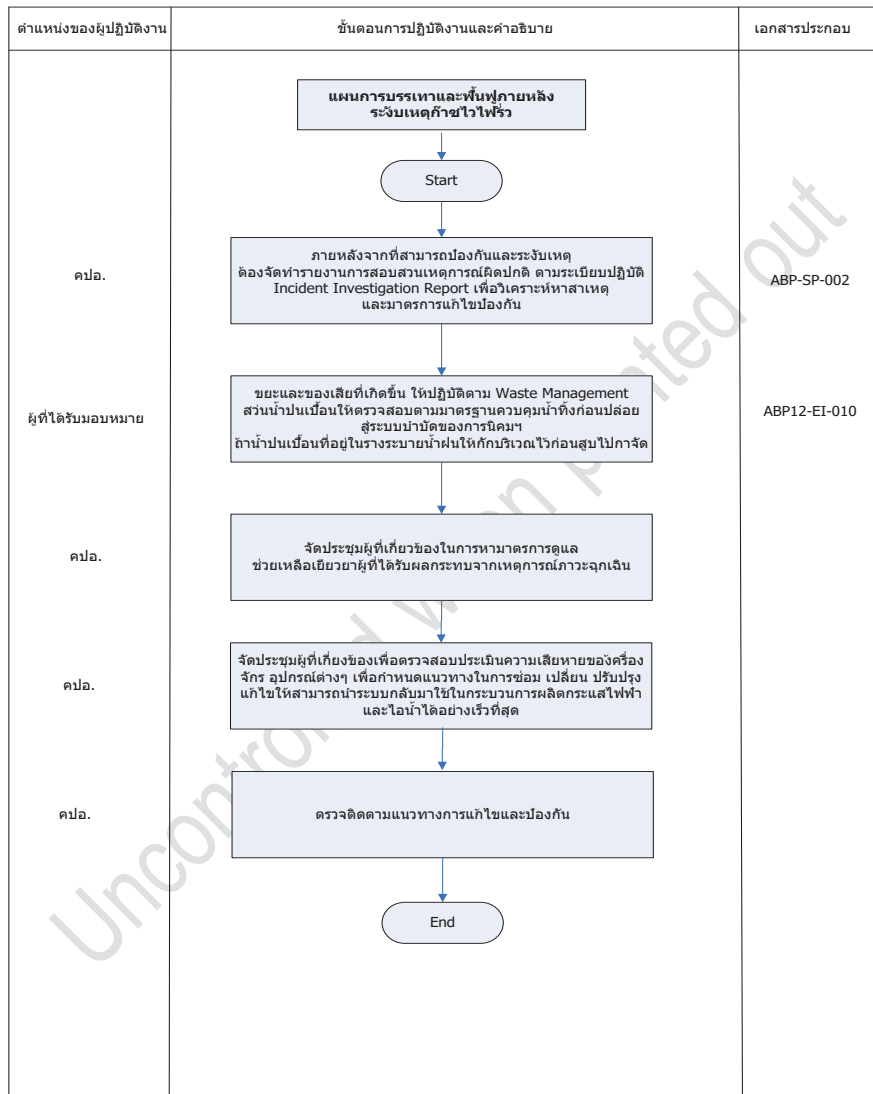 ตำแหน่งของผู้ปฏิบัติงาน
ขั้นตอนการปฏิบัติงานและคำอธิบาย
เอกสารประกอบ
แผนการบรรเทาและฟื้นฟูภายหลัง
ระงับเหตุก๊าซไวไฟรั่ว
Start
คปอ.
ภายหลังจากที่สามารถป้องกันและระงับเหตุ
ต้องจัดทำรายงานการสอบสวนเหตุการณ์ผิดปกติ ตามระเบียบปฏิบัติ
Incident Investigation Report เพื่อวิเคราะห์หาสาเหตุ
และมาตรการแก้ไขป้องกัน
ABP-SP-002
ผู้ที่ได้รับมอบหมาย
ขยะและของเสียที่เกิดขึ้น ให้ปฏิบัติตาม Waste Management
ส่วนน้ำปนเปื้อนให้ตรวจสอบตามมาตรฐานควบคุมน้ำทิ้งก่อนปล่อย
สู่ระบบบำบัดของการนิคมฯ
ถ้าน้ำปนเปื้อนที่อยู่ในรางระบายน้ำฝนให้กักบริเวณไว้ก่อนสูบไปกาจัด
ABP12-EI-010
คปอ.
จัดประชุมผู้ที่เกี่ยวข้องในการหามาตรการดูแล
ช่วยเหลือเยียวยาผู้ที่ได้รับผลกระทบจากเหตุการณ์ภาวะฉุกเฉิน
คปอ.
จัดประชุมผู้ที่เกี่ยงข้องเพื่อตรวจสอบประเมินความเสียหายของครื่อง
จักร อุปกรณ์ต่างๆ เพื่อกำหนดแนวทางในการซ่อม เปลี่ยน ปรับปรุง
แก้ไขให้สามารถนำระบบกลับมาใช้ในกระบวนการผลิตกระแสไฟฟ้า
และไอน้ำได้อย่างเร็วที่สุด
คปอ.
ตรวจติดตามแนวทางการแก้ไขและป้องกัน
End
Uncontrolled when printed out